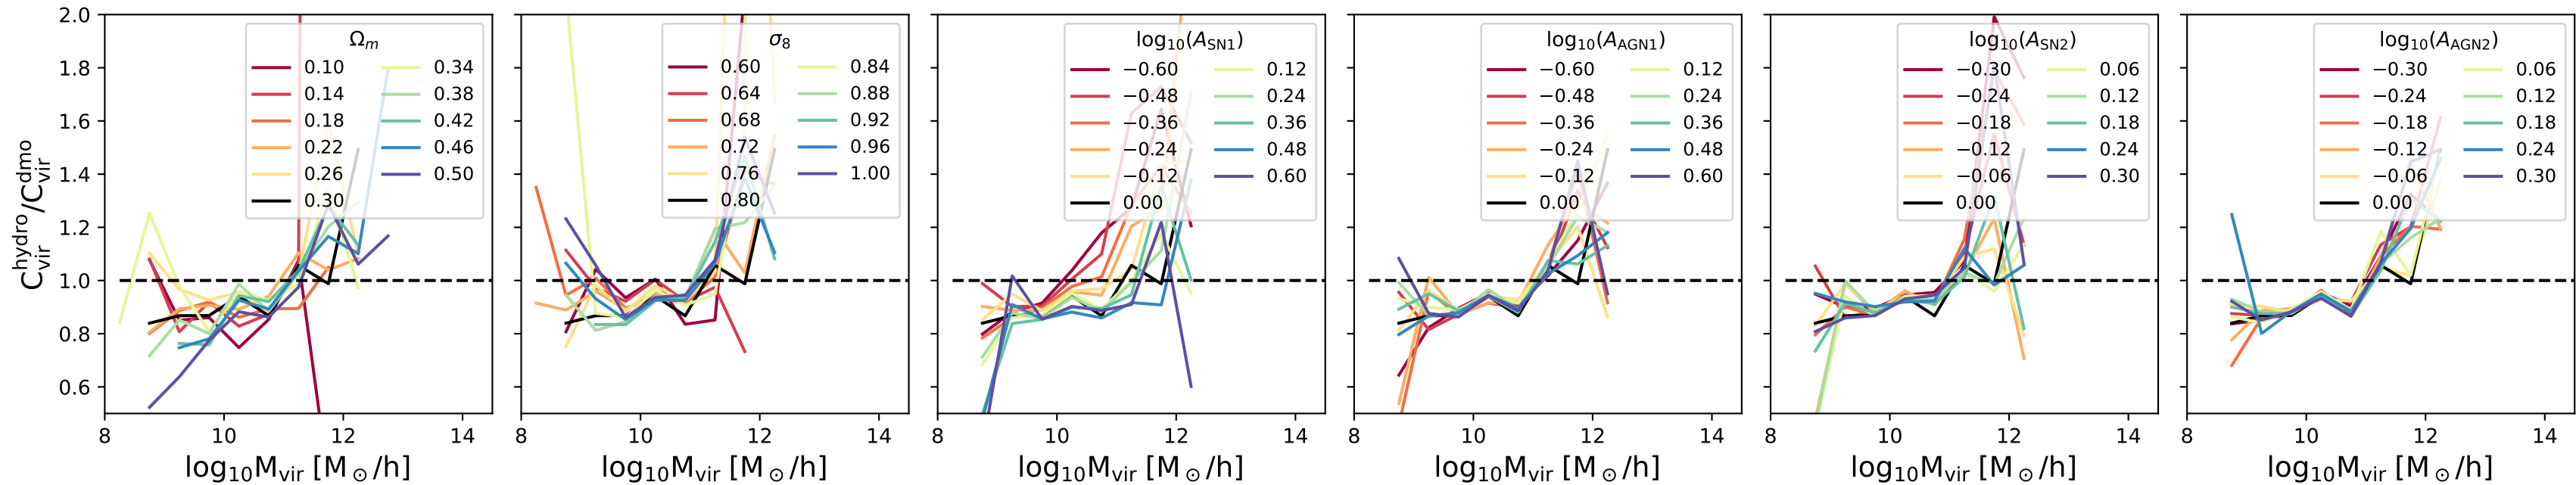 C_vir^hydro/C_vir^dmo
2.0
1.8
1.6
1.4
1.2
1.0
0.8
0.6
Ω_m
0.10 0.34
0.14 0.38
0.18 0.42
0.22 0.46
0.26 0.50
0.30
8 10 12 14
log₁₀M_vir [M_⊙/h]
σ₈
0.60 0.84
0.64 0.88
0.68 0.92
0.72 0.96
0.76 1.00
0.80
8 10 12 14
log₁₀M_vir [M_⊙/h]
log₁₀(A_SN1)
−0.60 0.12
−0.48 0.24
−0.36 0.36
−0.24 0.48
−0.12 0.60
0.00
8 10 12 14
log₁₀M_vir [M_⊙/h]
log₁₀(A_AGN1)
−0.60 0.12
−0.48 0.24
−0.36 0.36
−0.24 0.48
−0.12 0.60
0.00
8 10 12 14
log₁₀M_vir [M_⊙/h]
log₁₀(A_SN2)
−0.30 0.06
−0.24 0.12
−0.18 0.18
−0.12 0.24
−0.06 0.30
0.00
8 10 12 14
log₁₀M_vir [M_⊙/h]
log₁₀(A_AGN2)
−0.30 0.06
−0.24 0.12
−0.18 0.18
−0.12 0.24
−0.06 0.30
0.00
8 10 12 14
log₁₀M_vir [M_⊙/h]